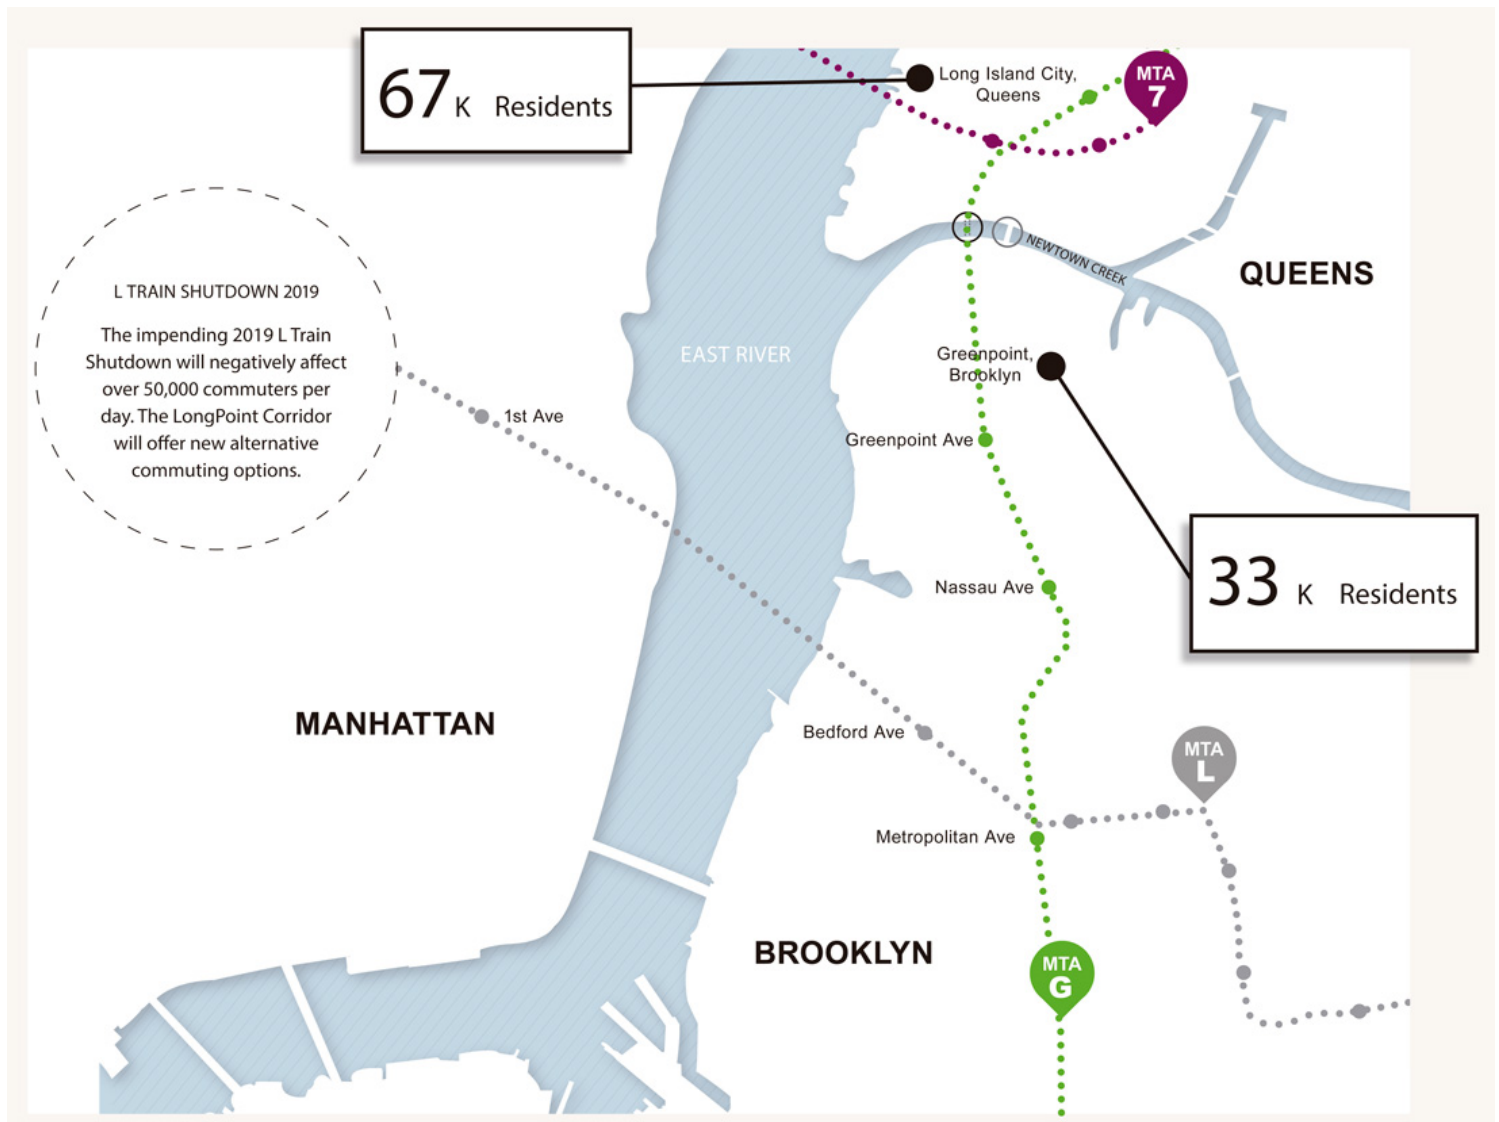 67 K Residents
Long Island City,
Queens
MTA
7
L TRAIN SHUTDOWN 2019
The impending 2019 L Train
Shutdown will negatively affect
over 50,000 commuters per
day. The LongPoint Corridor
will offer new alternative
commuting options.
NEWTOWN CREEK
QUEENS
EAST RIVER
Greenpoint,
Brooklyn
1st Ave
Greenpoint Ave
33 K Residents
Nassau Ave
MANHATTAN
Bedford Ave
MTA
L
Metropolitan Ave
BROOKLYN
MTA
G